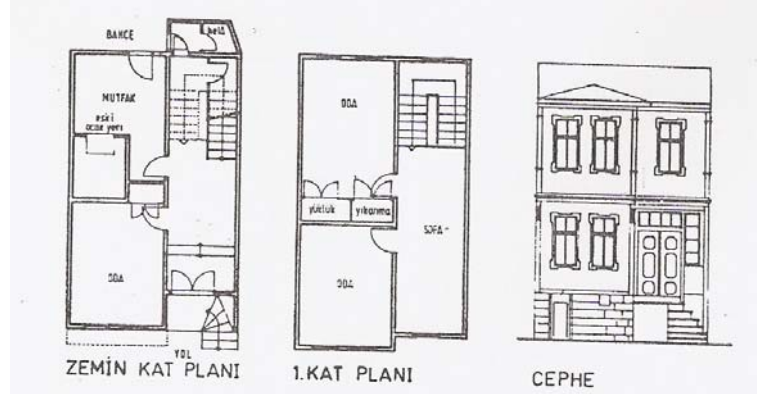 BAHÇE
helâ
MUTFAK
eski
ocak yeri
ODA
YOL
ZEMİN KAT PLANI
ODA
yüklük
yıkanma
SOFA
ODA
1.KAT PLANI
CEPHE